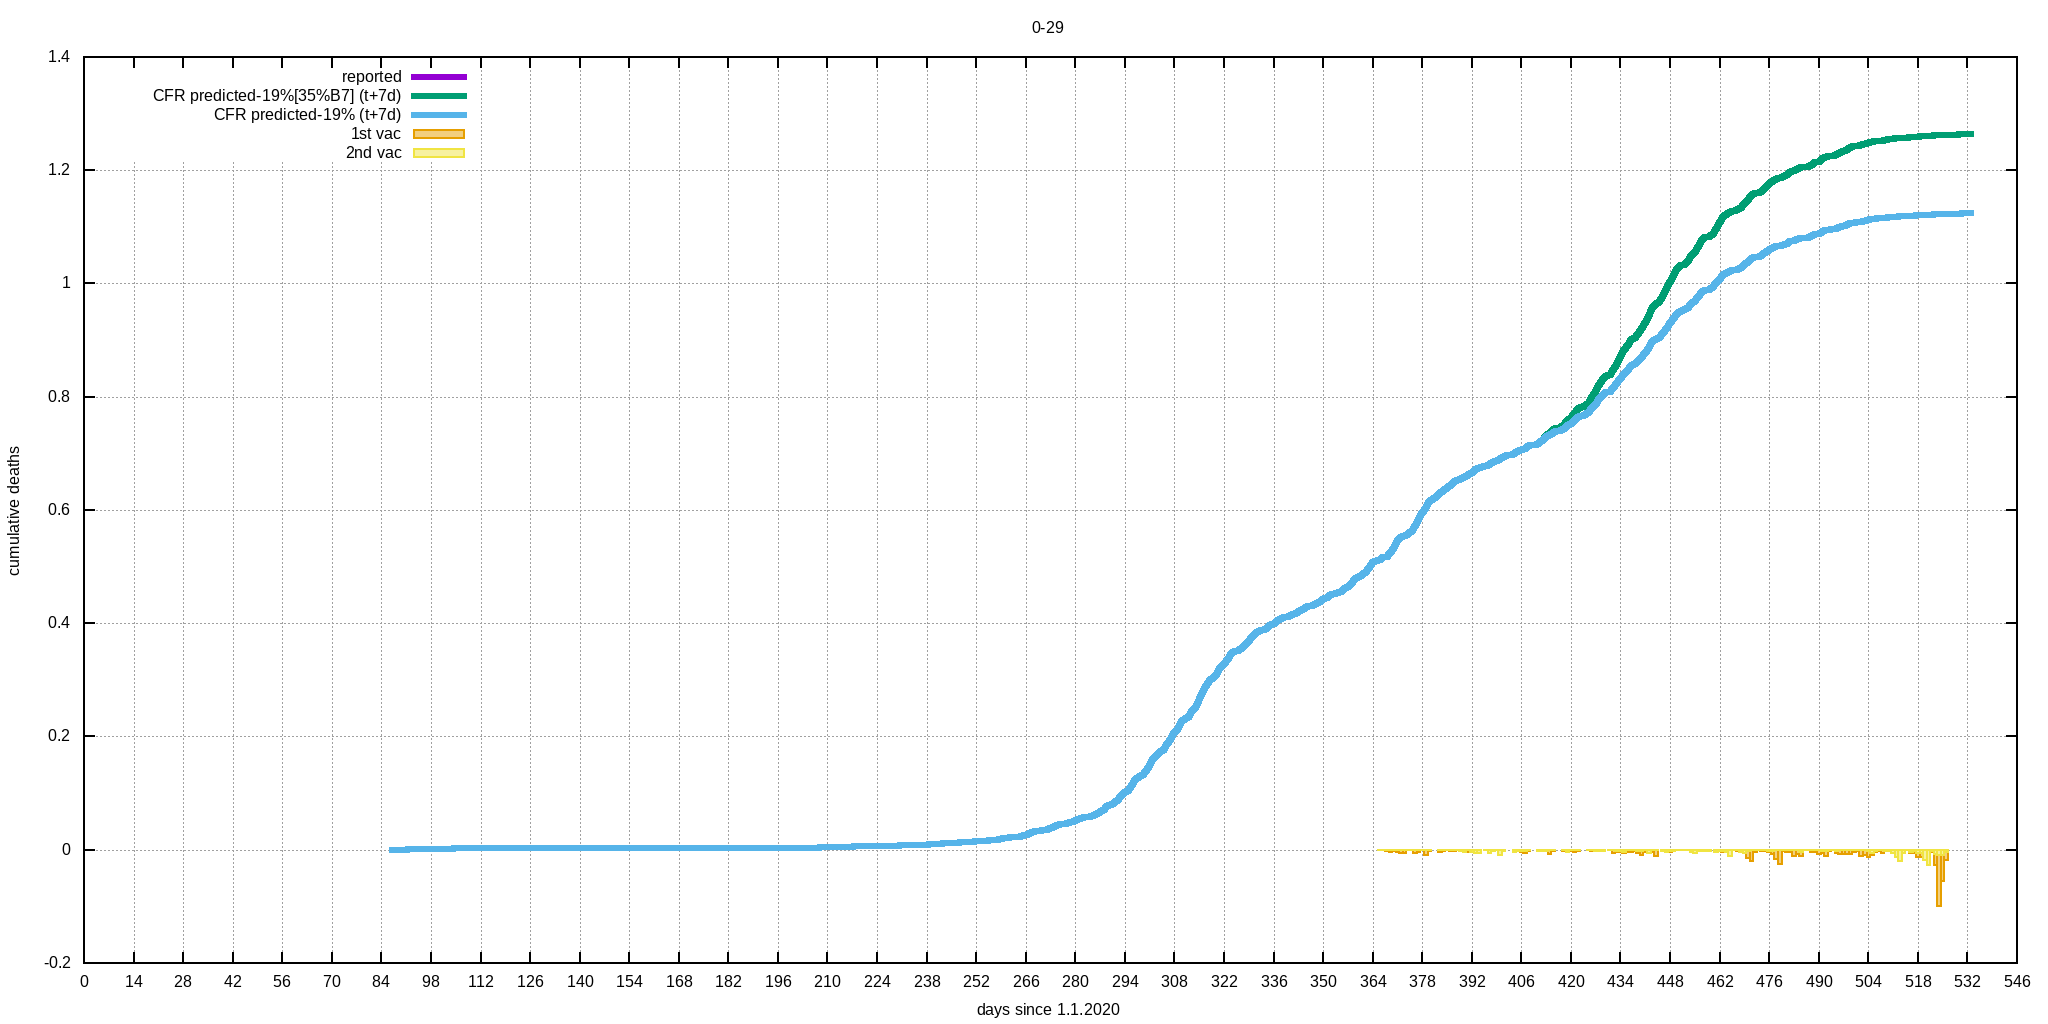 0-29
reported
CFR predicted-19%[35%B7] (t+7d)
CFR predicted-19% (t+7d)
1st vac
2nd vac
1.4
1.2
1
0.8
0.6
0.4
0.2
0
-0.2
cumulative deaths
0 14 28 42 56 70 84 98 112 126 140 154 168 182 196 210 224 238 252 266 280 294 308 322 336 350 364 378 392 406 420 434 448 462 476 490 504 518 532 546
days since 1.1.2020